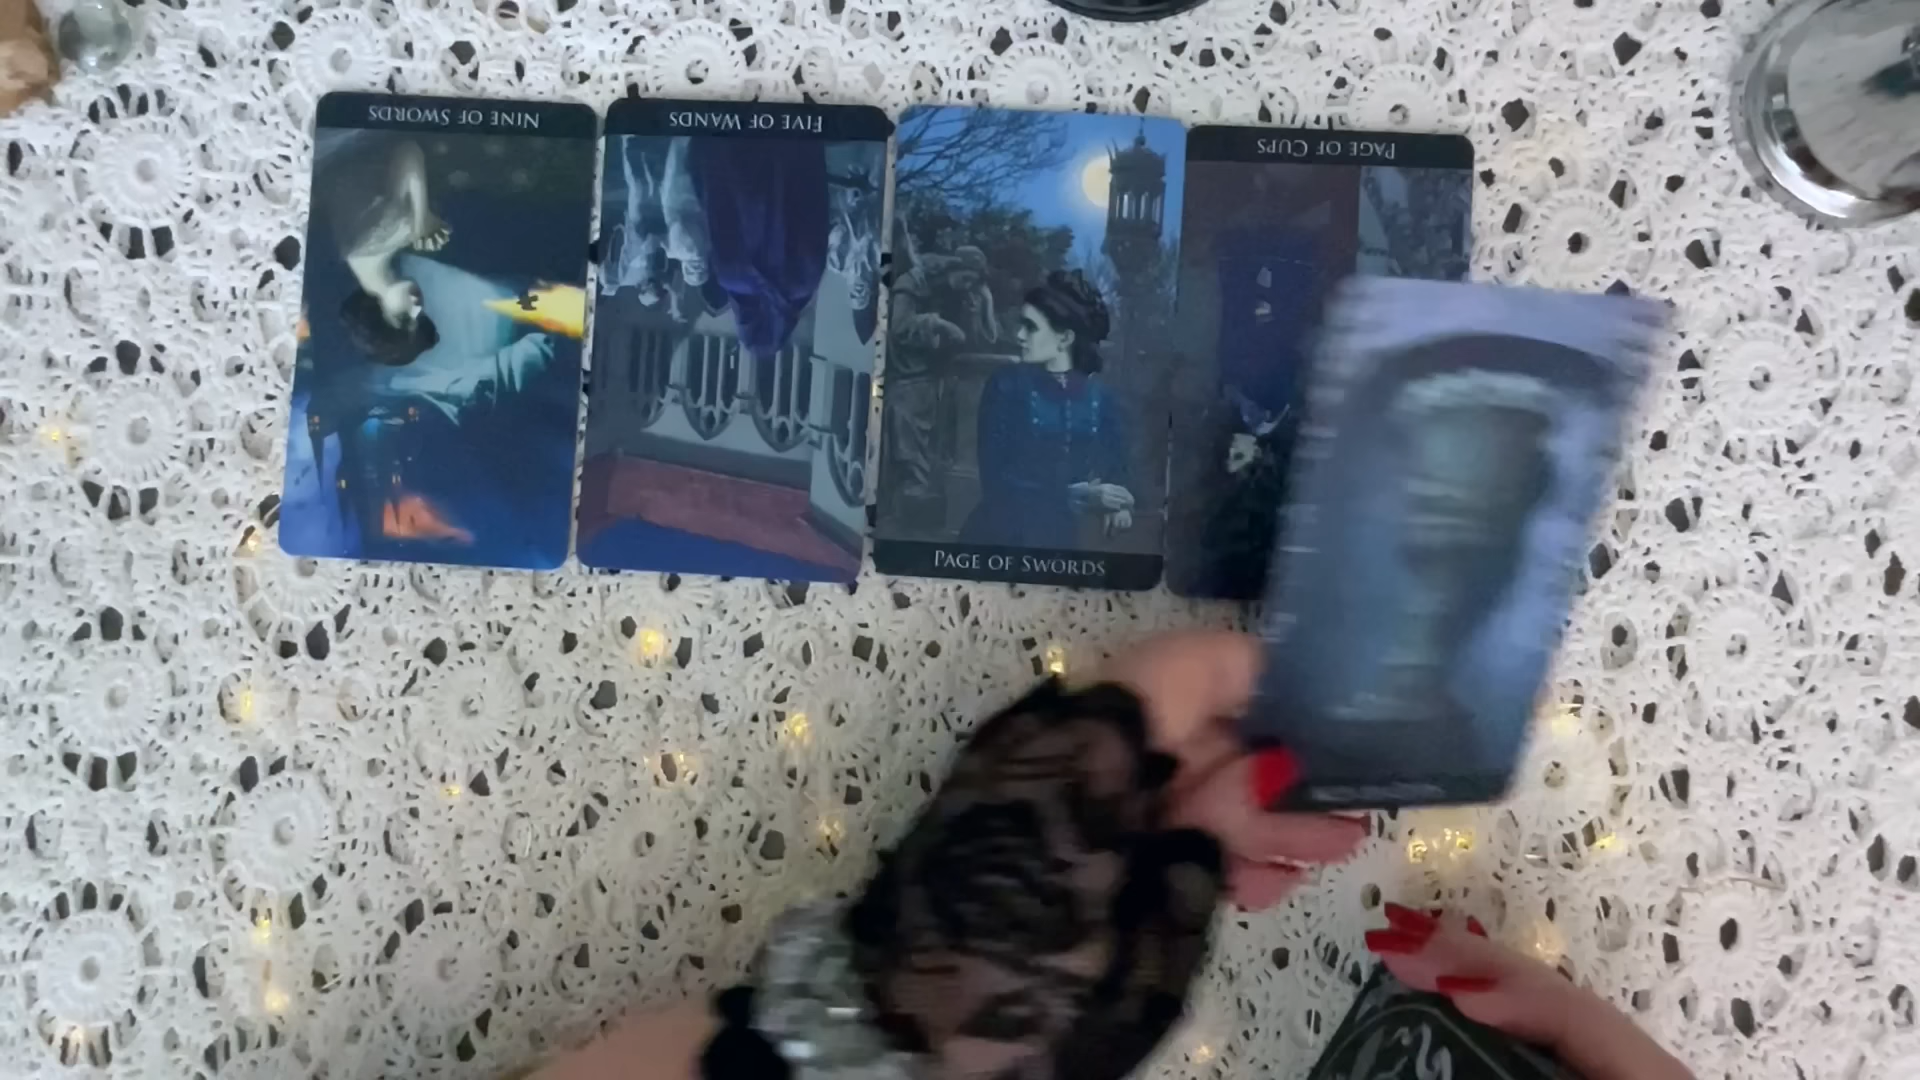 NINE OF SWORDS
FIVE OF WANDS
PAGE OF CUPS
PAGE OF SWORDS